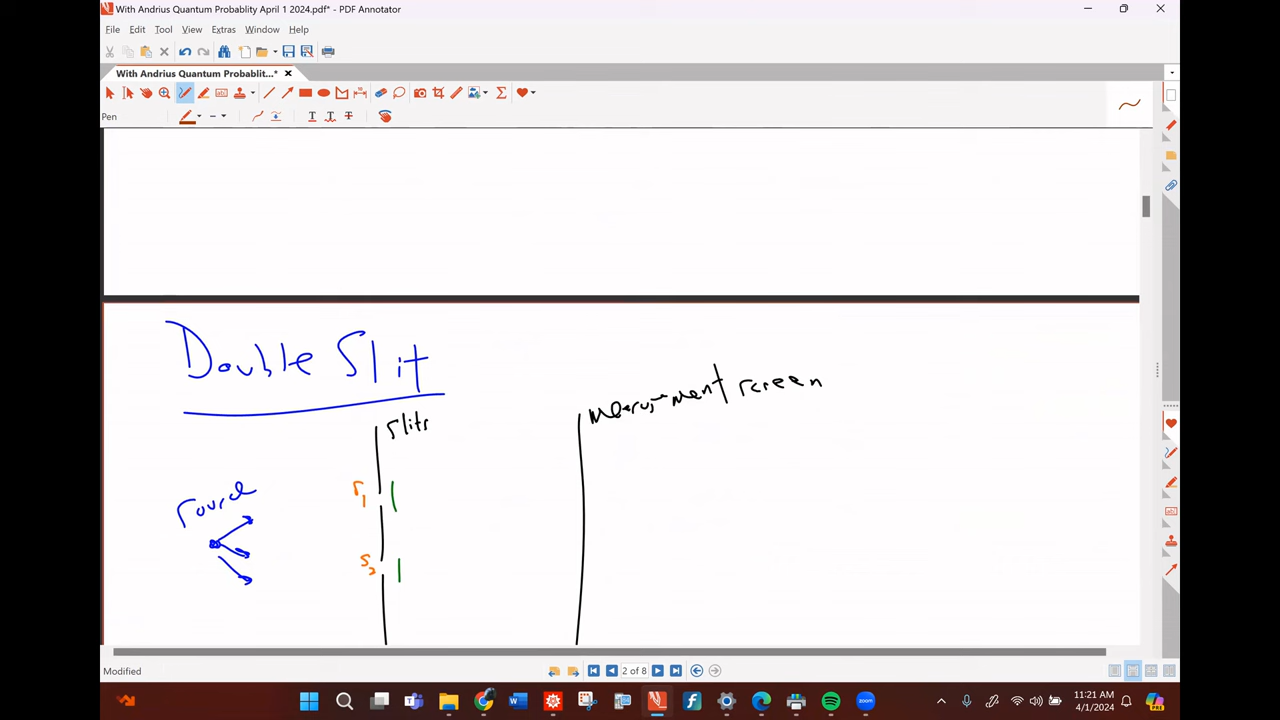 With Andrius Quantum Probablity April 1 2024.pdf* - PDF Annotator
File Edit Tool View Extras Window Help
With Andrius Quantum Probablit...*
Pen
Double Slit
measurement screen
slits
source
s1
s2
Modified
2 of 8
11:21 AM
4/1/2024
zoom
PRE